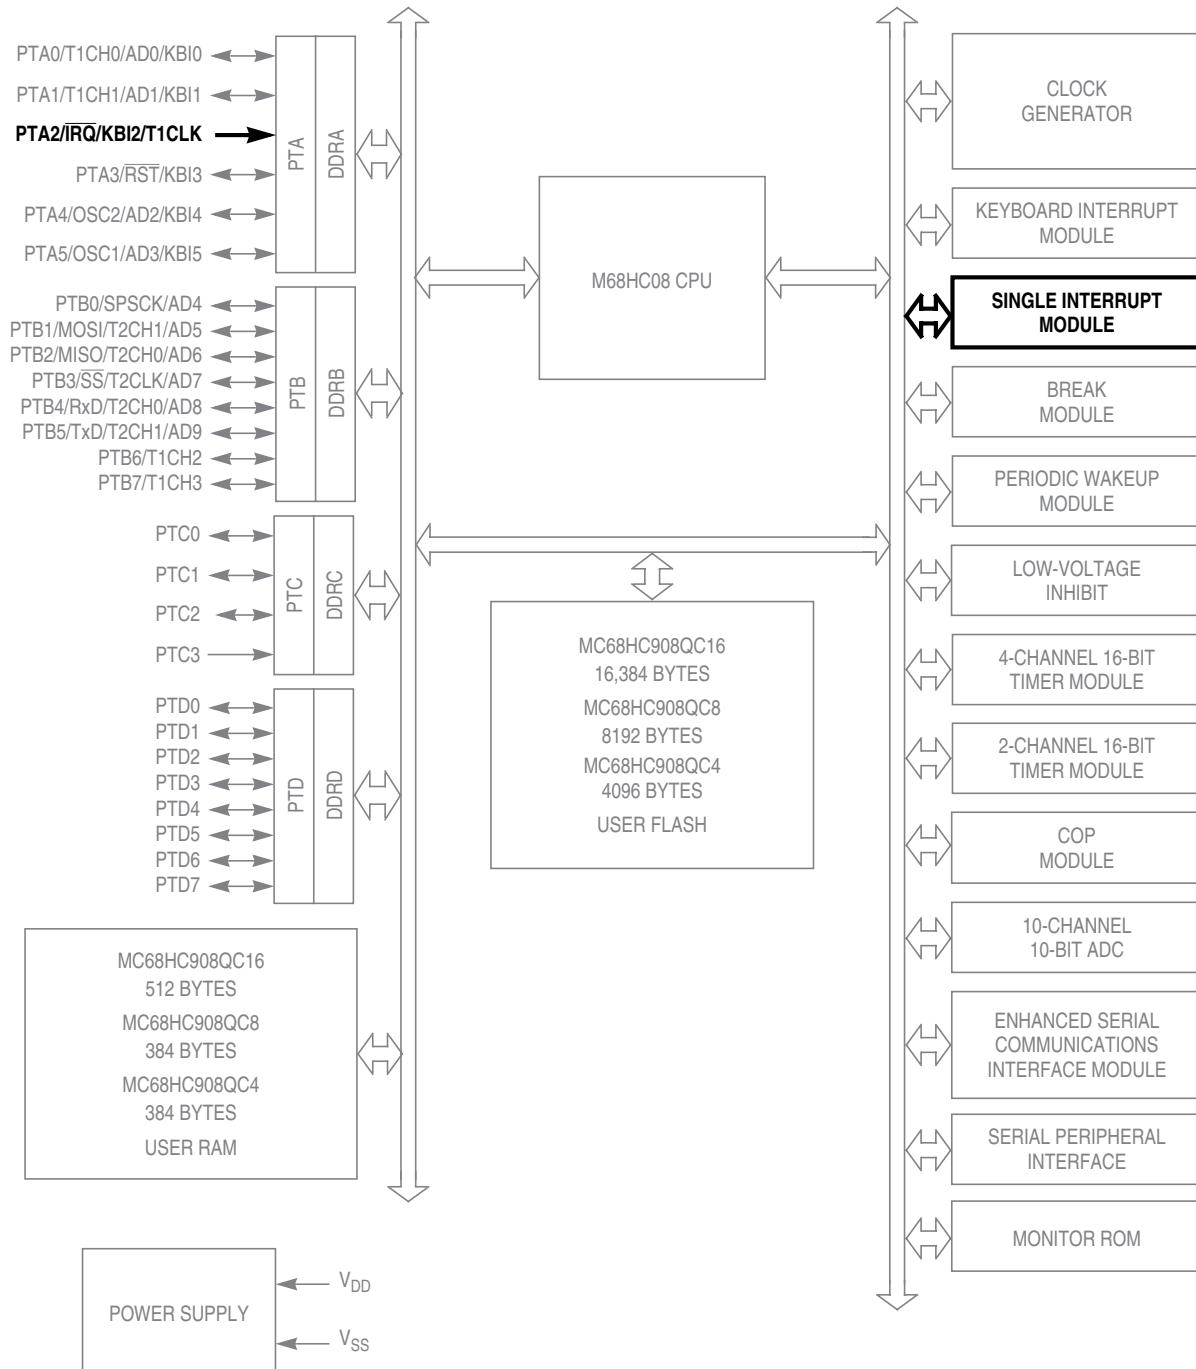 PTA0/T1CH0/AD0/KBI0
PTA1/T1CH1/AD1/KBI1
PTA2/I̅R̅Q̅/KBI2/T1CLK
PTA3/R̅S̅T̅/KBI3
PTA4/OSC2/AD2/KBI4
PTA5/OSC1/AD3/KBI5
PTA
DDRA
PTB0/SPSCK/AD4
PTB1/MOSI/T2CH1/AD5
PTB2/MISO/T2CH0/AD6
PTB3/S̅S̅/T2CLK/AD7
PTB4/RxD/T2CH0/AD8
PTB5/TxD/T2CH1/AD9
PTB6/T1CH2
PTB7/T1CH3
PTB
DDRB
PTC0
PTC1
PTC2
PTC3
PTC
DDRC
PTD0
PTD1
PTD2
PTD3
PTD4
PTD5
PTD6
PTD7
PTD
DDRD
MC68HC908QC16
512 BYTES
MC68HC908QC8
384 BYTES
MC68HC908QC4
384 BYTES
USER RAM
POWER SUPPLY
VDD
VSS
M68HC08 CPU
MC68HC908QC16
16,384 BYTES
MC68HC908QC8
8192 BYTES
MC68HC908QC4
4096 BYTES
USER FLASH
CLOCK
GENERATOR
KEYBOARD INTERRUPT
MODULE
SINGLE INTERRUPT
MODULE
BREAK
MODULE
PERIODIC WAKEUP
MODULE
LOW-VOLTAGE
INHIBIT
4-CHANNEL 16-BIT
TIMER MODULE
2-CHANNEL 16-BIT
TIMER MODULE
COP
MODULE
10-CHANNEL
10-BIT ADC
ENHANCED SERIAL
COMMUNICATIONS
INTERFACE MODULE
SERIAL PERIPHERAL
INTERFACE
MONITOR ROM